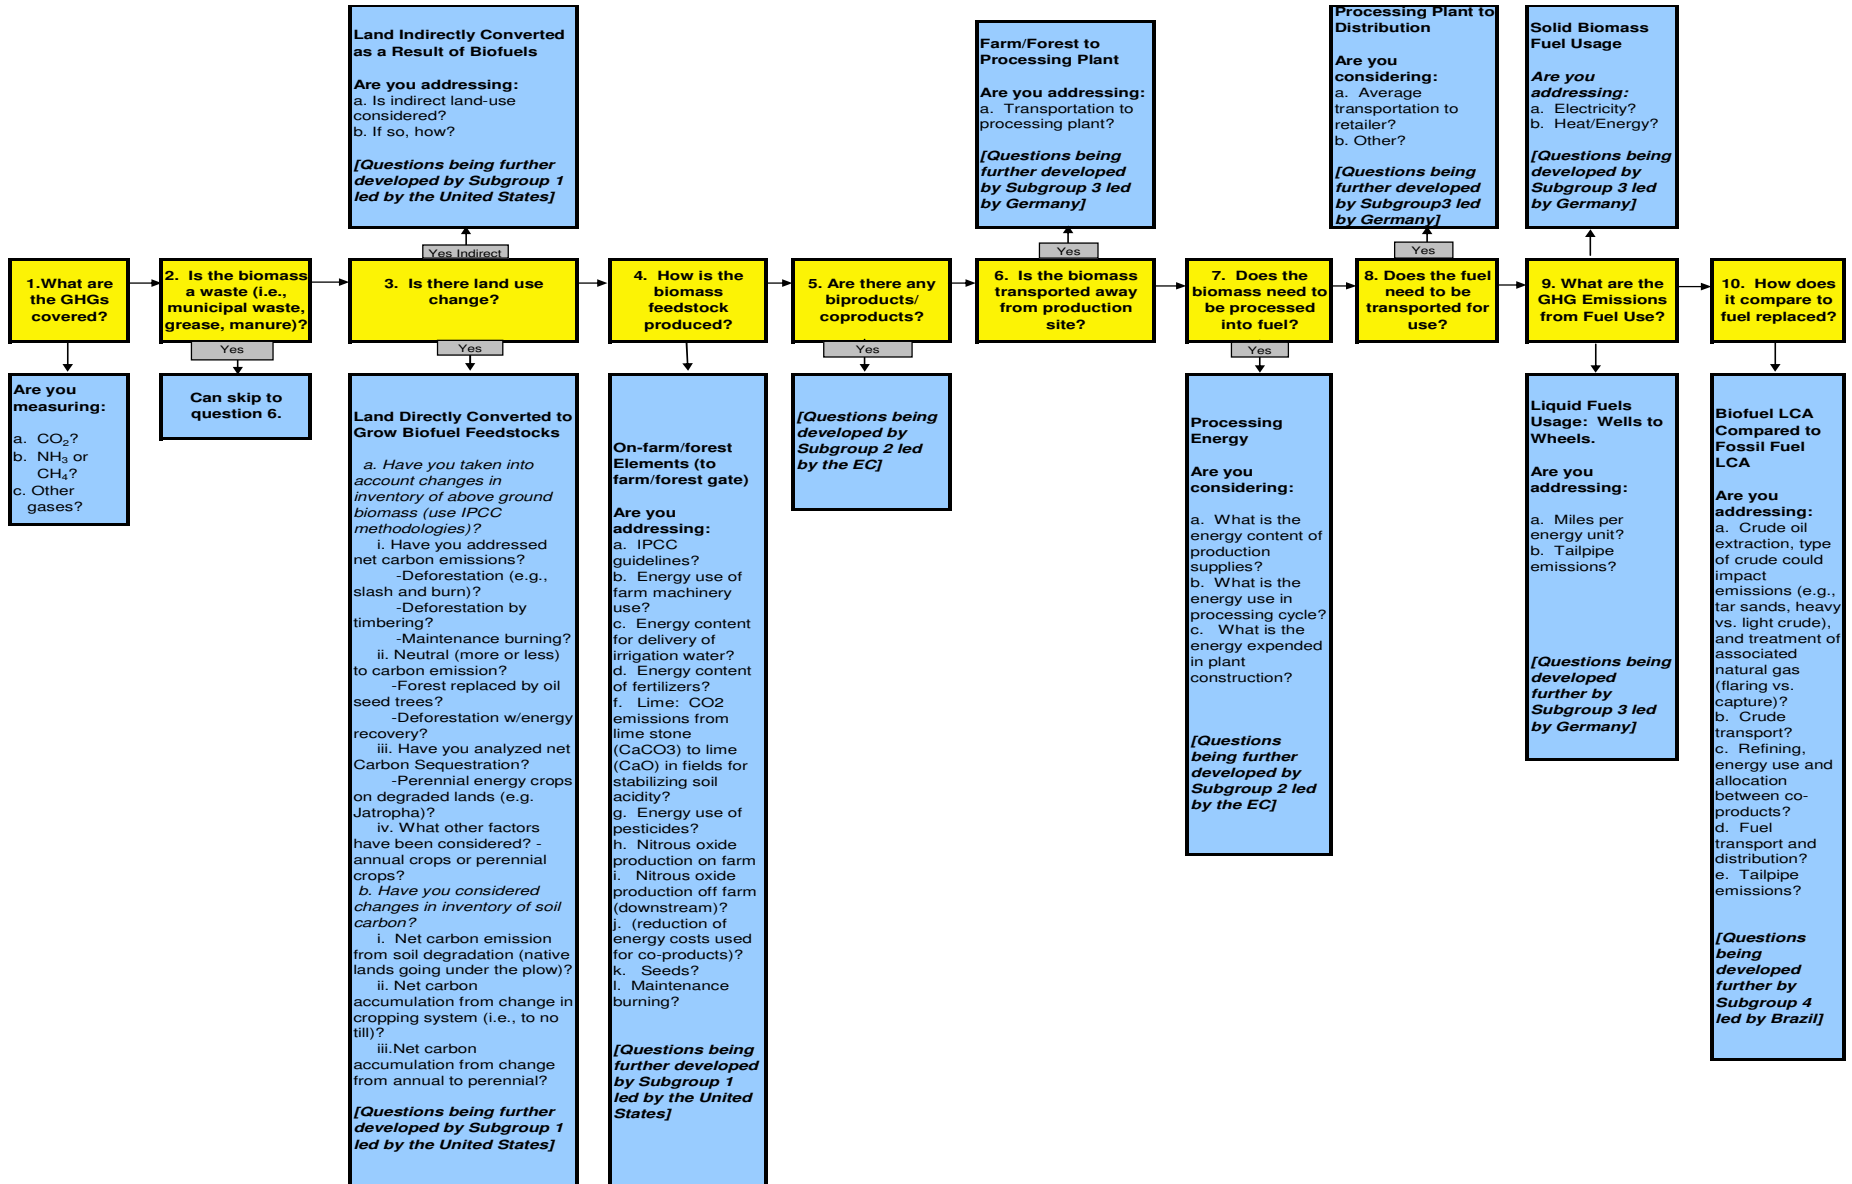 Land Indirectly Converted
as a Result of Biofuels
Are you addressing:
a. Is indirect land-use
considered?
b. If so, how?
[Questions being further
developed by Subgroup 1
led by the United States]
Farm/Forest to
Processing Plant
Are you addressing:
a.  Transportation to
processing plant?
[Questions being
further developed
by Subgroup 3 led
by Germany]
Processing Plant to
Distribution
Are you
considering:
a.  Average
transportation to
retailer?
b. Other?
[Questions being
further developed
by Subgroup3 led
by Germany]
Solid Biomass
Fuel Usage
Are you
addressing:
a.  Electricity?
b.  Heat/Energy?
[Questions being
developed by
Subgroup 3 led
by Germany]
Yes Indirect
Yes
Yes
1.What are
the GHGs
covered?
2.  Is the biomass
a waste (i.e.,
municipal waste,
grease, manure)?
3.  Is there land use
change?
4.  How is the
biomass
feedstock
produced?
5. Are there any
biproducts/
coproducts?
6.  Is the biomass
transported away
from production
site?
7.  Does the
biomass need to
be processed
into fuel?
8. Does the fuel
need to be
transported for
use?
9. What are the
GHG Emissions
from Fuel Use?
10.  How does
it compare to
fuel replaced?
Yes
Yes
Yes
Yes
Are you
measuring:
a.  CO₂?
b.  NH₃ or
CH₄?
c. Other
gases?
Can skip to
question 6.
Land Directly Converted to
Grow Biofuel Feedstocks
a. Have you taken into
account changes in
inventory of above ground
biomass (use IPCC
methodologies)?
i. Have you addressed
net carbon emissions?
-Deforestation (e.g.,
slash and burn)?
-Deforestation by
timbering?
-Maintenance burning?
ii. Neutral (more or less)
to carbon emission?
-Forest replaced by oil
seed trees?
-Deforestation w/energy
recovery?
iii. Have you analyzed net
Carbon Sequestration?
-Perennial energy crops
on degraded lands (e.g.
Jatropha)?
iv. What other factors
have been considered? -
annual crops or perennial
crops?
b. Have you considered
changes in inventory of soil
carbon?
i.  Net carbon emission
from soil degradation (native
lands going under the plow)?
ii. Net carbon
accumulation from change in
cropping system (i.e., to no
till)?
iii.Net carbon
accumulation from change
from annual to perennial?
[Questions being further
developed by Subgroup 1
led by the United States]
On-farm/forest
Elements (to
farm/forest gate)
Are you
addressing:
a.  IPCC
guidelines?
b.  Energy use of
farm machinery
use?
c.  Energy content
for delivery of
irrigation water?
d.  Energy content
of fertilizers?
f.   Lime:  CO2
emissions from
lime stone
(CaCO3) to lime
(CaO) in fields for
stabilizing soil
acidity?
g.  Energy use of
pesticides?
h.  Nitrous oxide
production on farm
i.   Nitrous oxide
production off farm
(downstream)?
j.  (reduction of
energy costs used
for co-products)?
k.   Seeds?
l.  Maintenance
burning?
[Questions being
further developed
by Subgroup 1
led by the United
States]
[Questions being
developed by
Subgroup 2 led
by the EC]
Processing
Energy
Are you
considering:
a.  What is the
energy content of
production
supplies?
b.  What is the
energy use in
processing cycle?
c.   What is the
energy expended
in plant
construction?
[Questions
being further
developed by
Subgroup 2 led
by the EC]
Liquid Fuels
Usage:  Wells to
Wheels.
Are you
addressing:
a.  Miles per
energy unit?
b.  Tailpipe
emissions?
[Questions being
developed
further by
Subgroup 3 led
by Germany]
Biofuel LCA
Compared to
Fossil Fuel
LCA
Are you
addressing:
a.  Crude oil
extraction, type
of crude could
impact
emissions (e.g.,
tar sands, heavy
vs. light crude),
and treatment of
associated
natural gas
(flaring vs.
capture)?
b.  Crude
transport?
c.  Refining,
energy use and
allocation
between co-
products?
d.  Fuel
transport and
distribution?
e.  Tailpipe
emissions?
[Questions
being
developed
further by
Subgroup 4
led by Brazil]